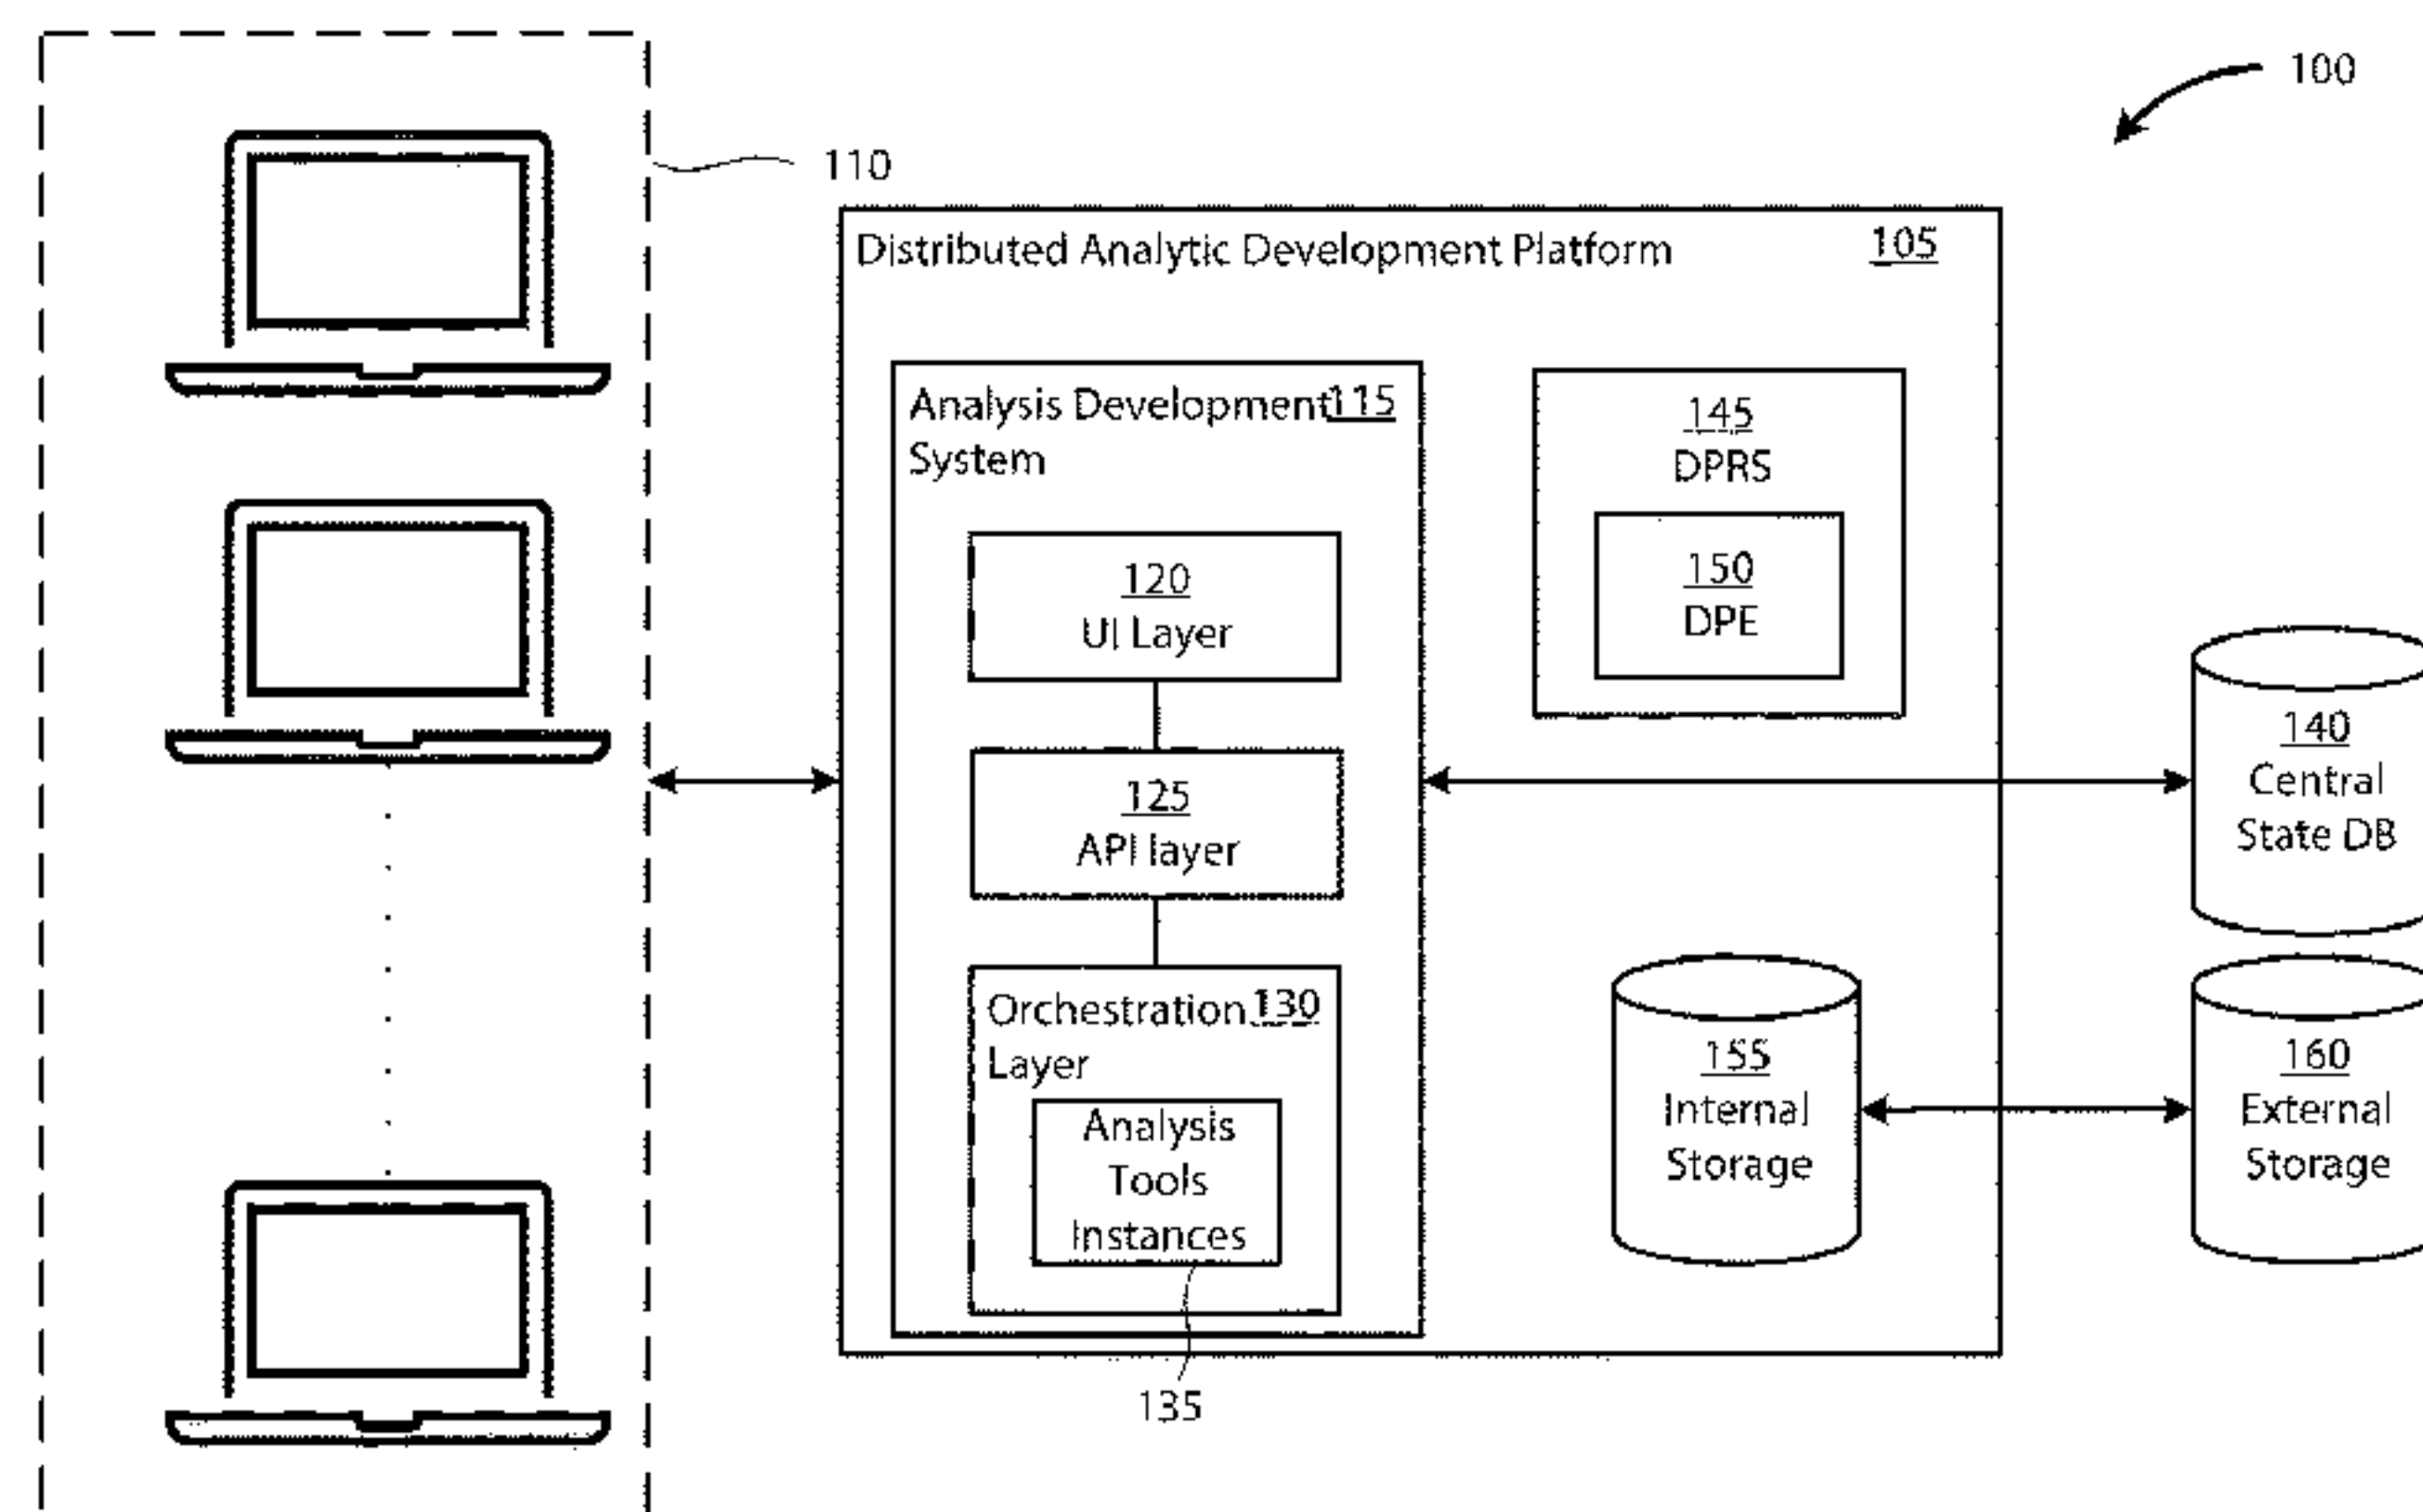 100
110
Distributed Analytic Development Platform 105
Analysis Development 115
System
120
UI Layer
125
API layer
Orchestration 130
Layer
Analysis
Tools
Instances
135
145
DPRS
150
DPE
140
Central
State DB
155
Internal
Storage
160
External
Storage